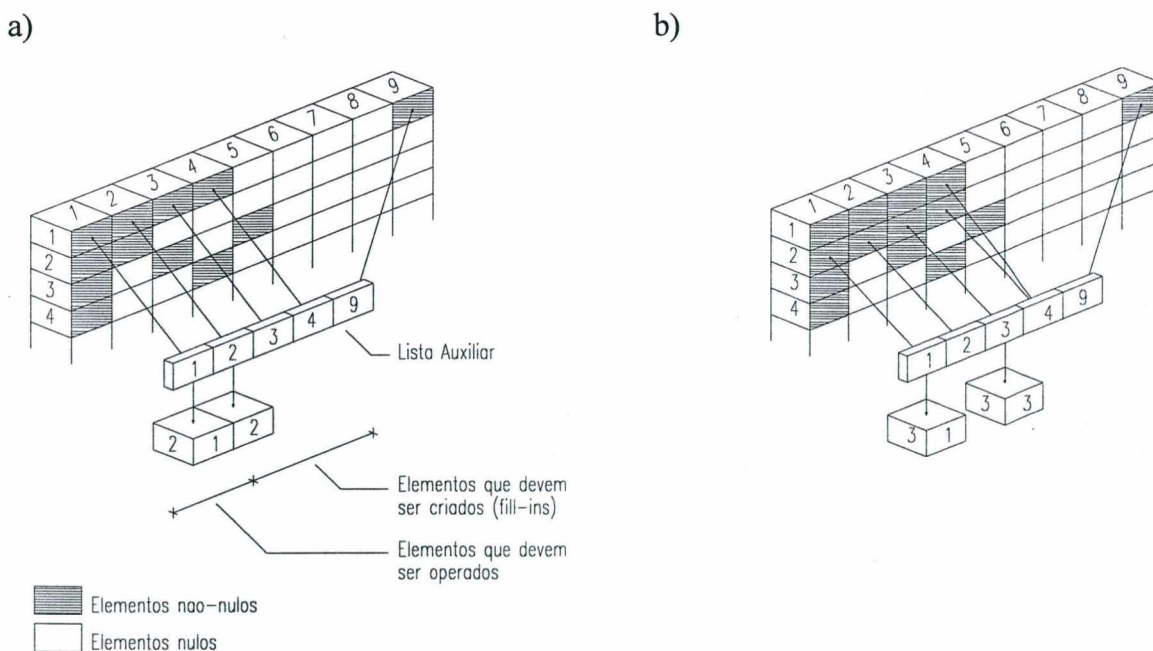 a)
1 2 3 4 5 6 7 8 9
1
2
3
4
1 2 3 4 9
Lista Auxiliar
2 1 2
Elementos que devem
ser criados (fill-ins)
Elementos que devem
ser operados
Elementos nao-nulos
Elementos nulos
b)
1 2 3 4 5 6 7 8 9
1
2
3
4
1 2 3 4 9
3 1
3 3